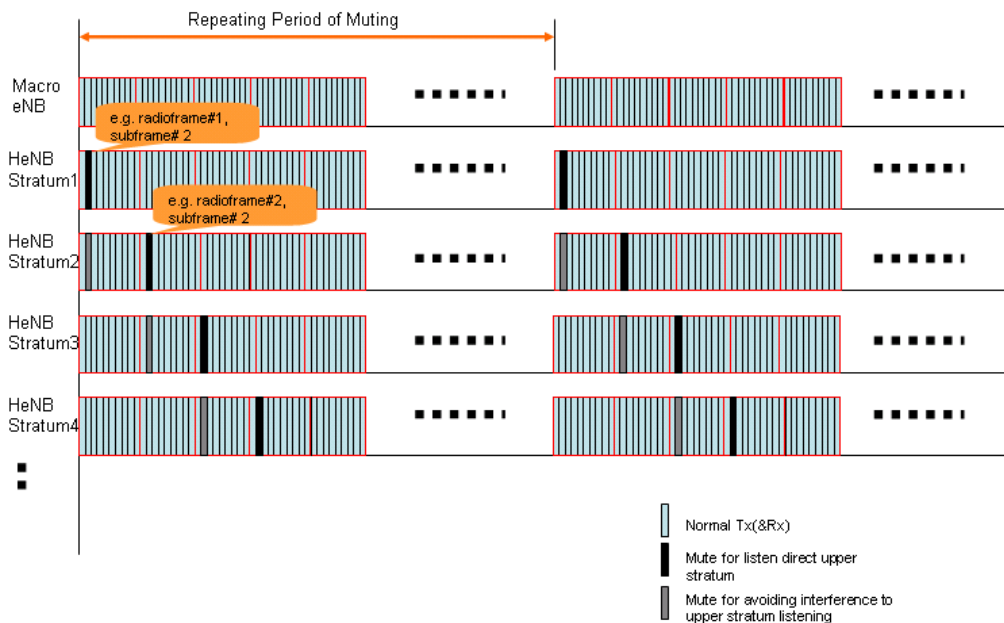 Repeating Period of Muting
Macro
eNB
e.g. radioframe#1,
subframe# 2
HeNB
Stratum1
e.g. radioframe#2,
subframe# 2
HeNB
Stratum2
HeNB
Stratum3
HeNB
Stratum4
Normal Tx(&Rx)
Mute for listen direct upper
stratum
Mute for avoiding interference to
upper stratum listening